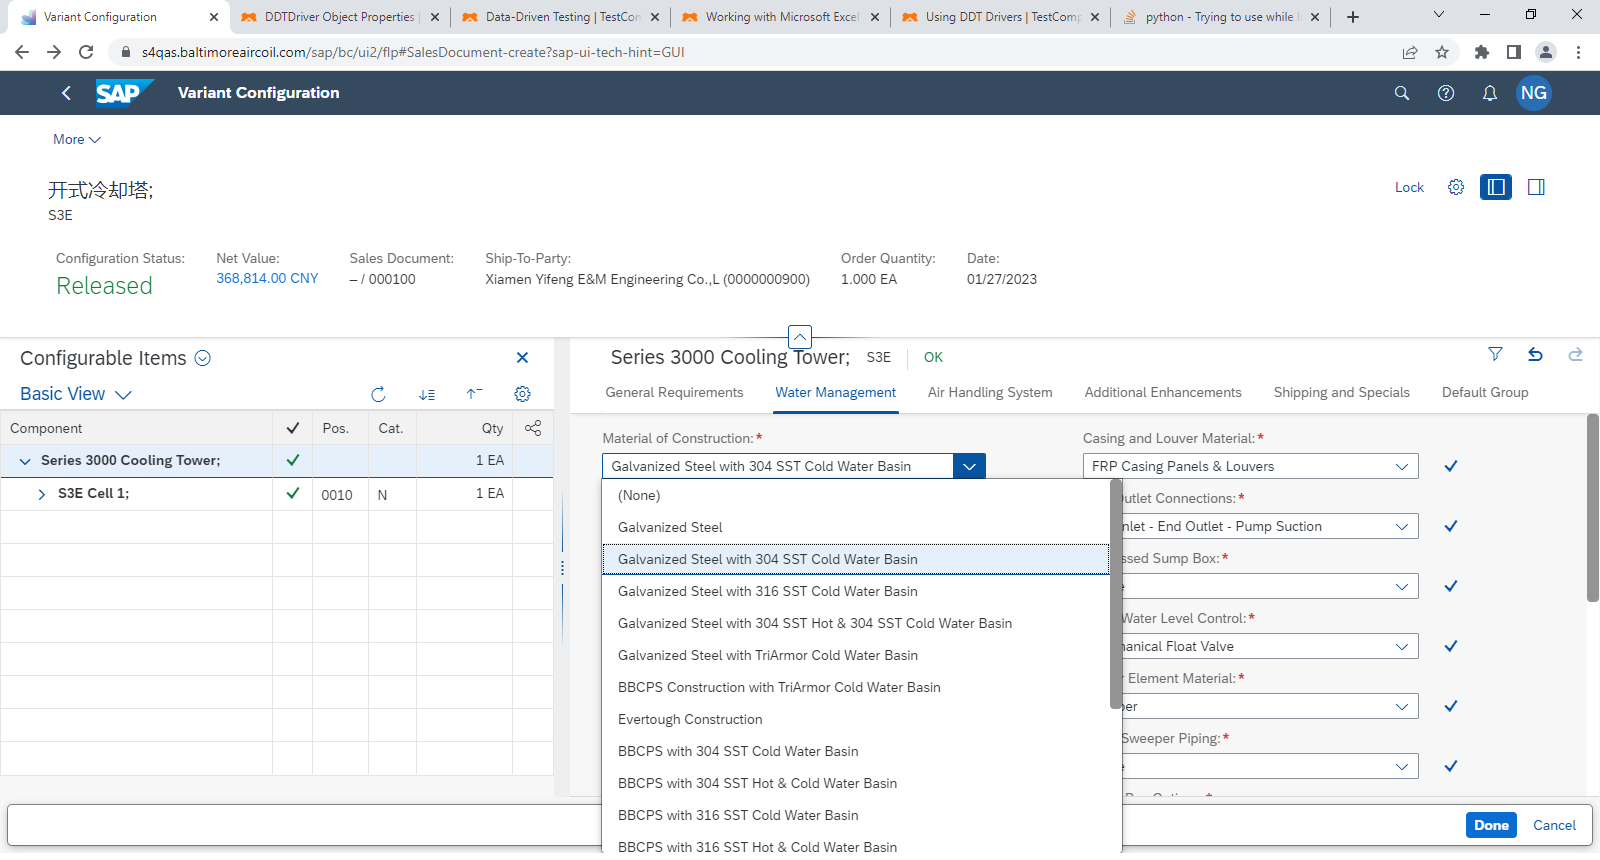 Variant Configuration
DDTDriver Object Properties
Data-Driven Testing | TestCom
Working with Microsoft Excel
Using DDT Drivers | TestComp
python - Trying to use while l
s4qas.baltimoreaircoil.com/sap/bc/ui2/flp#SalesDocument-create?sap-ui-tech-hint=GUI
SAP Variant Configuration NG
More
开式冷却塔;
S3E
Lock
Configuration Status: Net Value: Sales Document: Ship-To-Party: Order Quantity: Date:
Released 368,814.00 CNY – / 000100 Xiamen Yifeng E&M Engineering Co.,L (0000000900) 1.000 EA 01/27/2023
Configurable Items
Basic View
Component Pos. Cat. Qty
Series 3000 Cooling Tower; 1 EA
S3E Cell 1; 0010 N 1 EA
Series 3000 Cooling Tower; S3E OK
General Requirements Water Management Air Handling System Additional Enhancements Shipping and Specials Default Group
Material of Construction:*
Galvanized Steel with 304 SST Cold Water Basin
(None)
Galvanized Steel
Galvanized Steel with 304 SST Cold Water Basin
Galvanized Steel with 316 SST Cold Water Basin
Galvanized Steel with 304 SST Hot & 304 SST Cold Water Basin
Galvanized Steel with TriArmor Cold Water Basin
BBCPS Construction with TriArmor Cold Water Basin
Evertough Construction
BBCPS with 304 SST Cold Water Basin
BBCPS with 304 SST Hot & Cold Water Basin
BBCPS with 316 SST Cold Water Basin
BBCPS with 316 SST Hot & Cold Water Basin
Casing and Louver Material:*
FRP Casing Panels & Louvers
utlet Connections:*
nlet - End Outlet - Pump Suction
ssed Sump Box:*
e
Water Level Control:*
anical Float Valve
Element Material:*
er
Sweeper Piping:*
e
Done Cancel